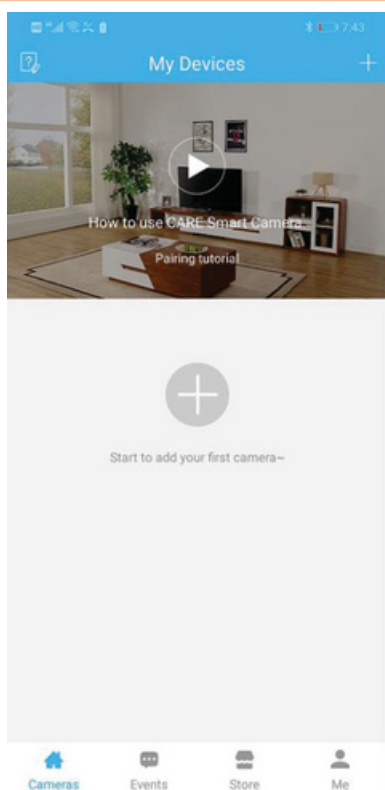 7:43
My Devices
How to use CARE Smart Camera
Pairing tutorial
Start to add your first camera~
Cameras
Events
Store
Me